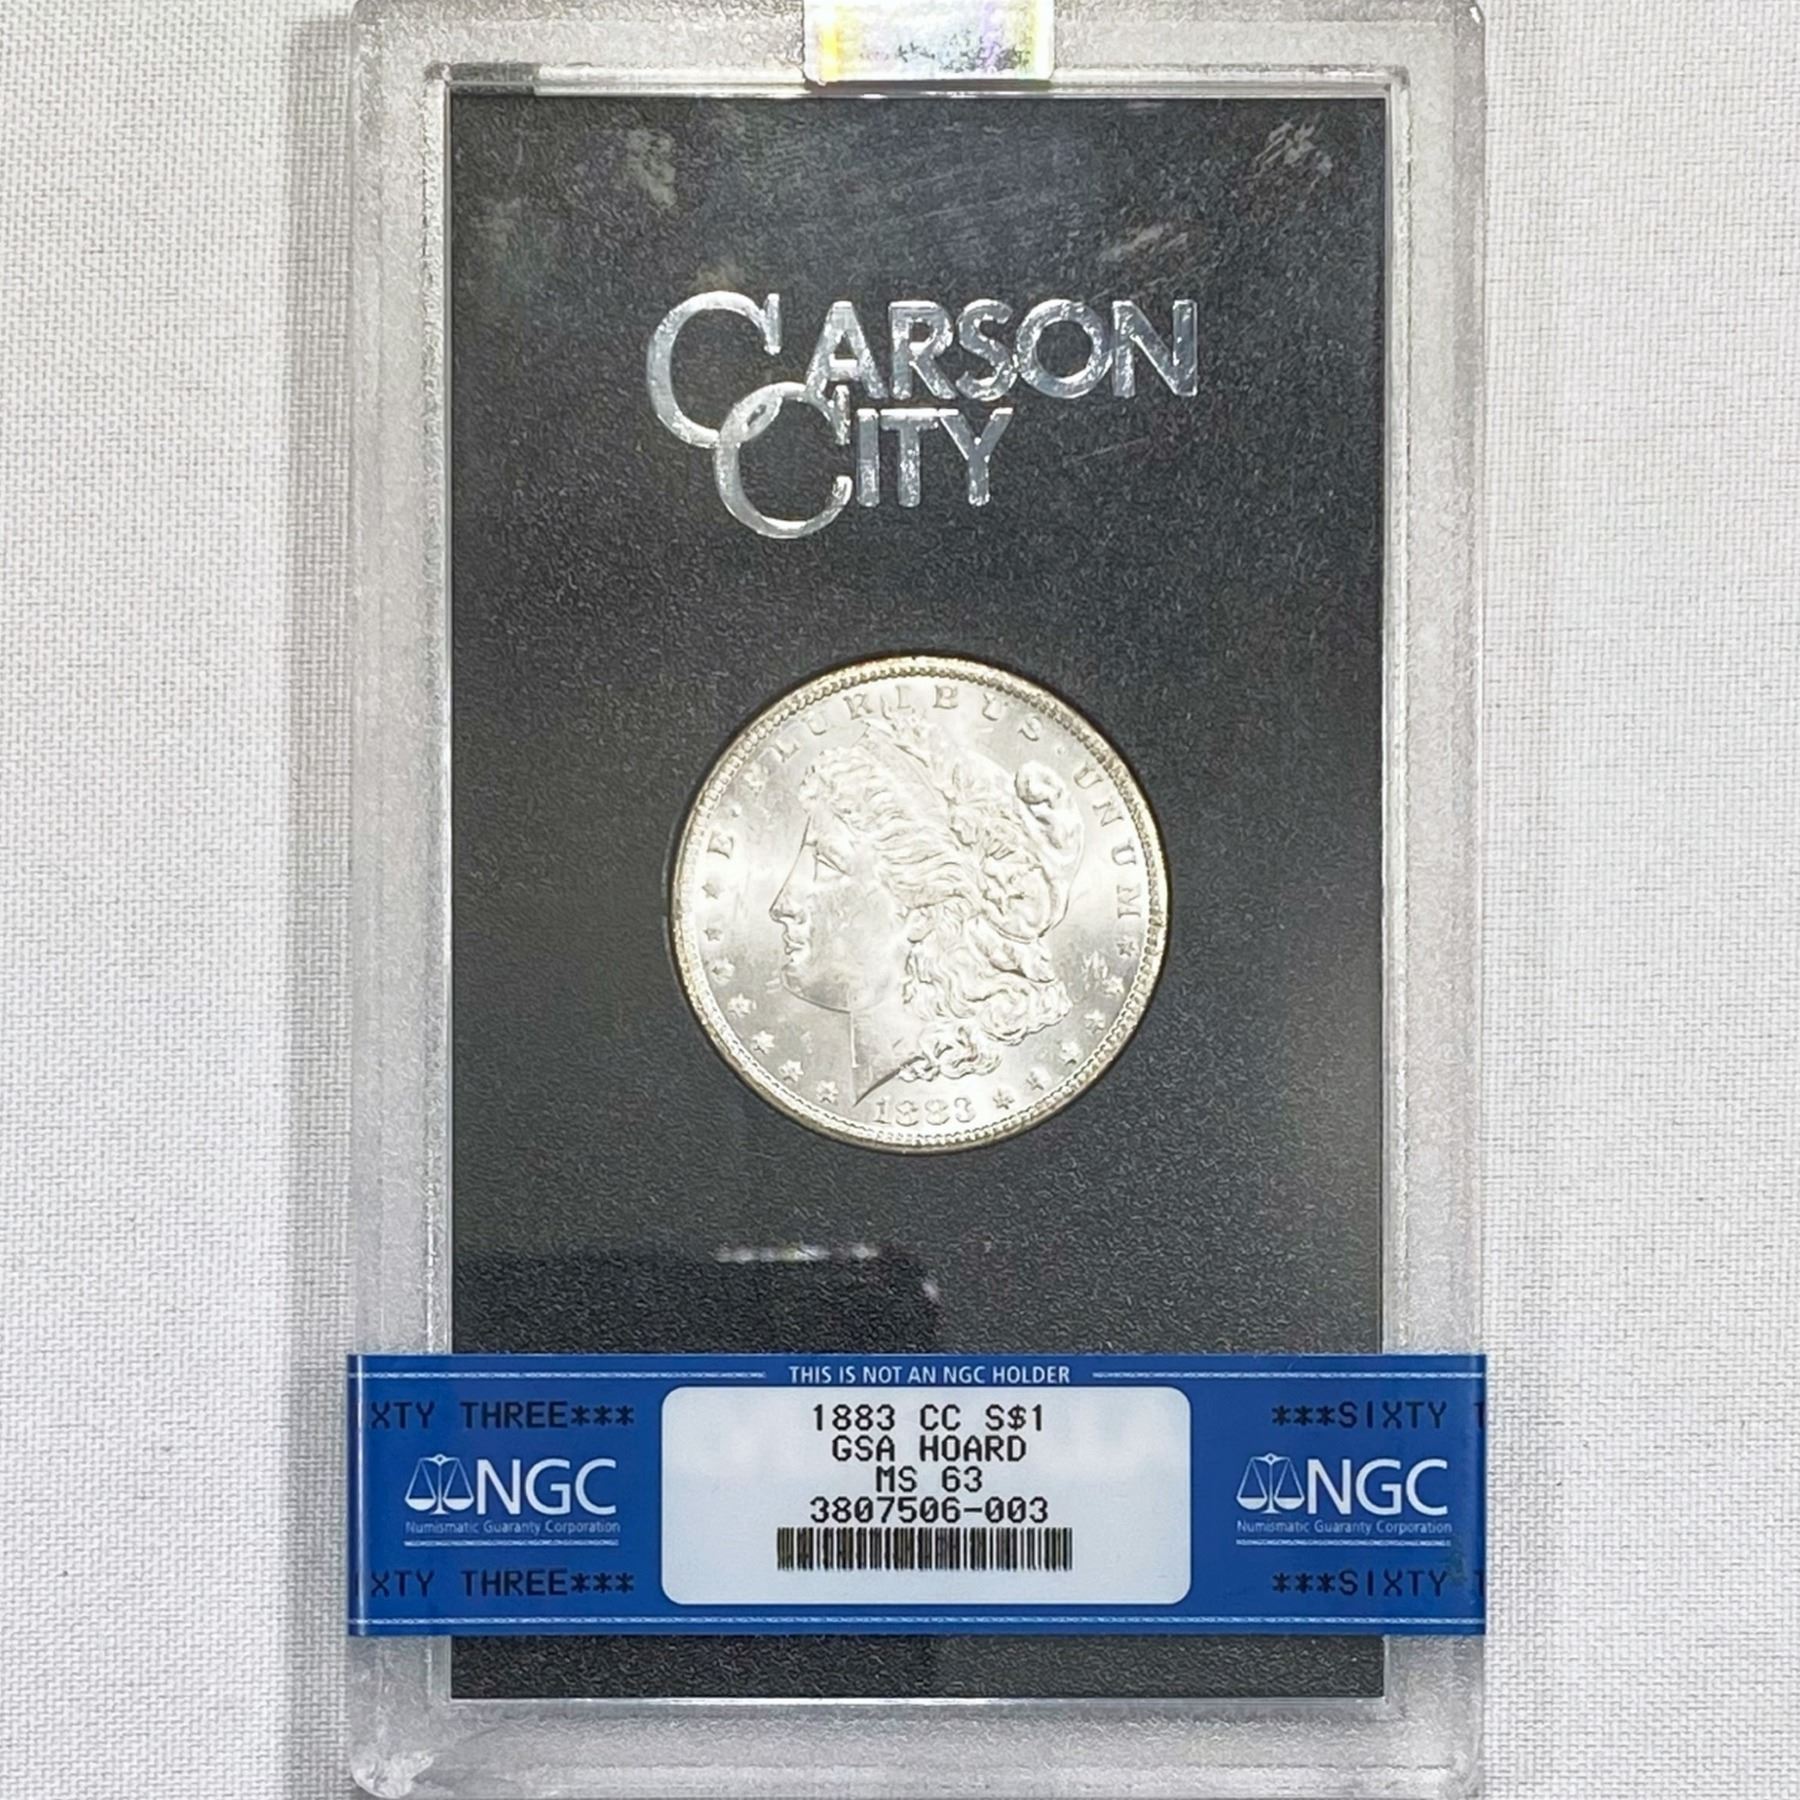 CARSON
CITY
E · PLURIBUS · UNUM
1883
THIS IS NOT AN NGC HOLDER
XTY THREE***
***SIXTY T
1883 CC S$1
GSA HOARD
MS 63
3807506-003
NGC
Numismatic Guaranty Corporation
NGC
Numismatic Guaranty Corporation
XTY THREE***
***SIXTY T